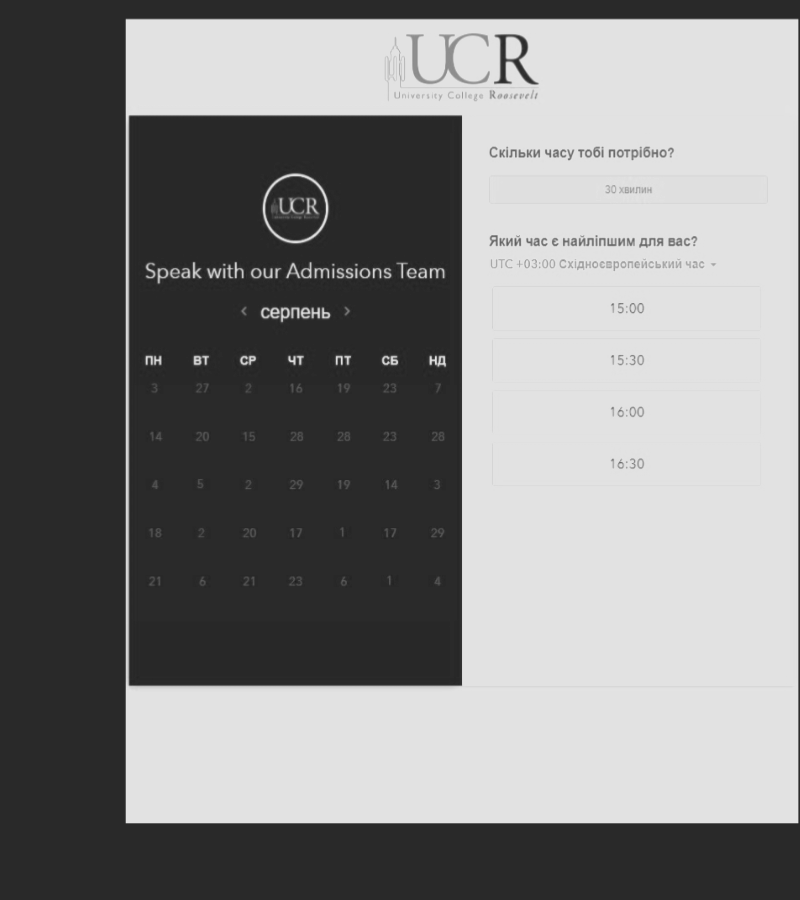 UCR
University College Roosevelt
UCR
Speak with our Admissions Team
серпень
ПН ВТ СР ЧТ ПТ СБ НД
3 27 2 16 19 23 7
14 20 15 28 28 23 28
4 5 2 29 19 14 3
18 2 20 17 1 17 29
21 6 21 23 6 1 4
Скільки часу тобі потрібно?
30 хвилин
Який час є найліпшим для вас?
UTC +03:00 Східноєвропейський час
15:00
15:30
16:00
16:30